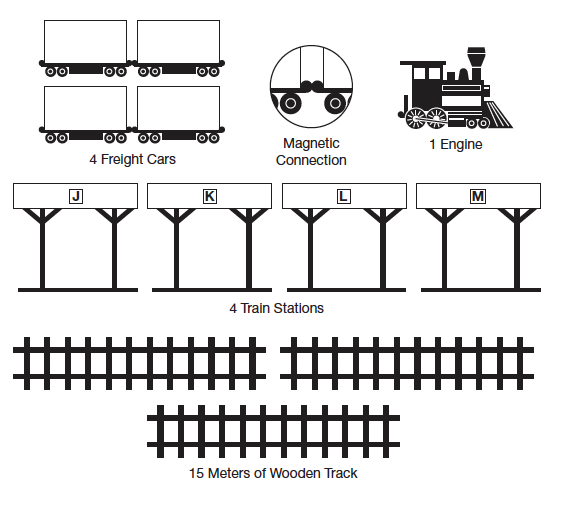 4 Freight Cars
Magnetic
Connection
1 Engine
J
K
L
M
4 Train Stations
15 Meters of Wooden Track